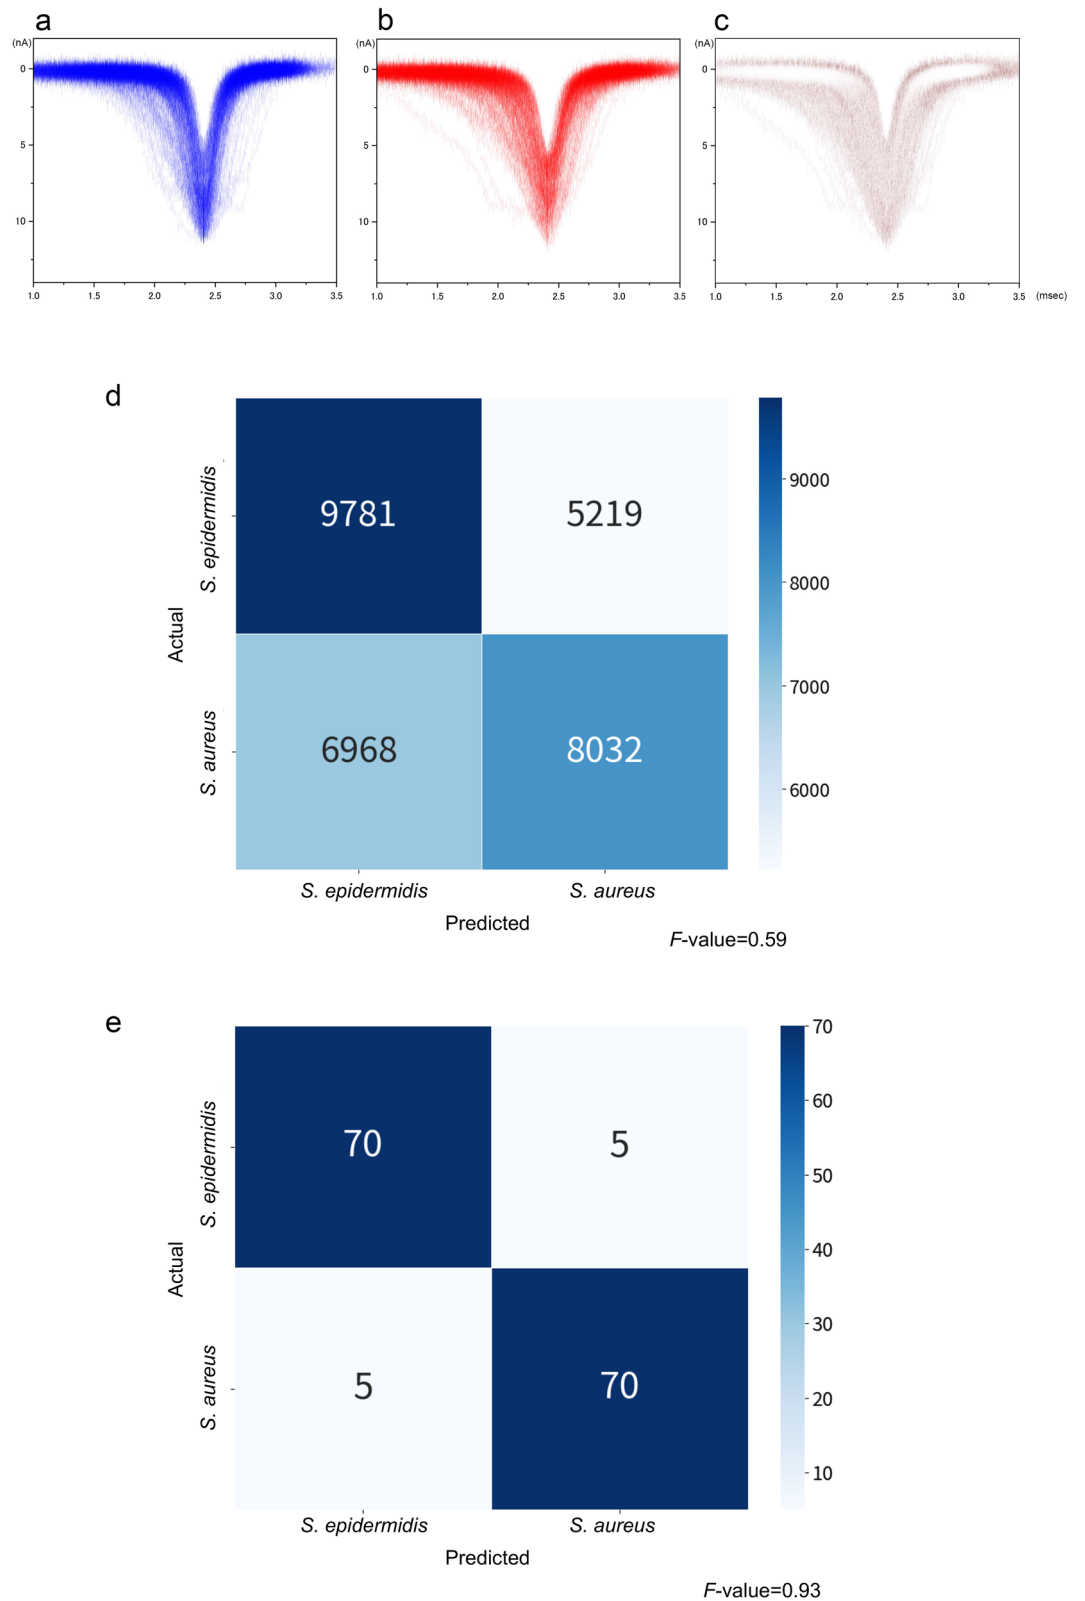 a b c
(nA) (nA) (nA)
0 0 0
5 5 5
10 10 10
1.0 1.5 2.0 2.5 3.0 3.5 1.0 1.5 2.0 2.5 3.0 3.5 1.0 1.5 2.0 2.5 3.0 3.5 (msec)
d
Actual
S. epidermidis
9781 5219
S. aureus
6968 8032
9000
8000
7000
6000
S. epidermidis S. aureus
Predicted
F-value=0.59
e
Actual
S. epidermidis
70 5
S. aureus
5 70
70
60
50
40
30
20
10
S. epidermidis S. aureus
Predicted
F-value=0.93